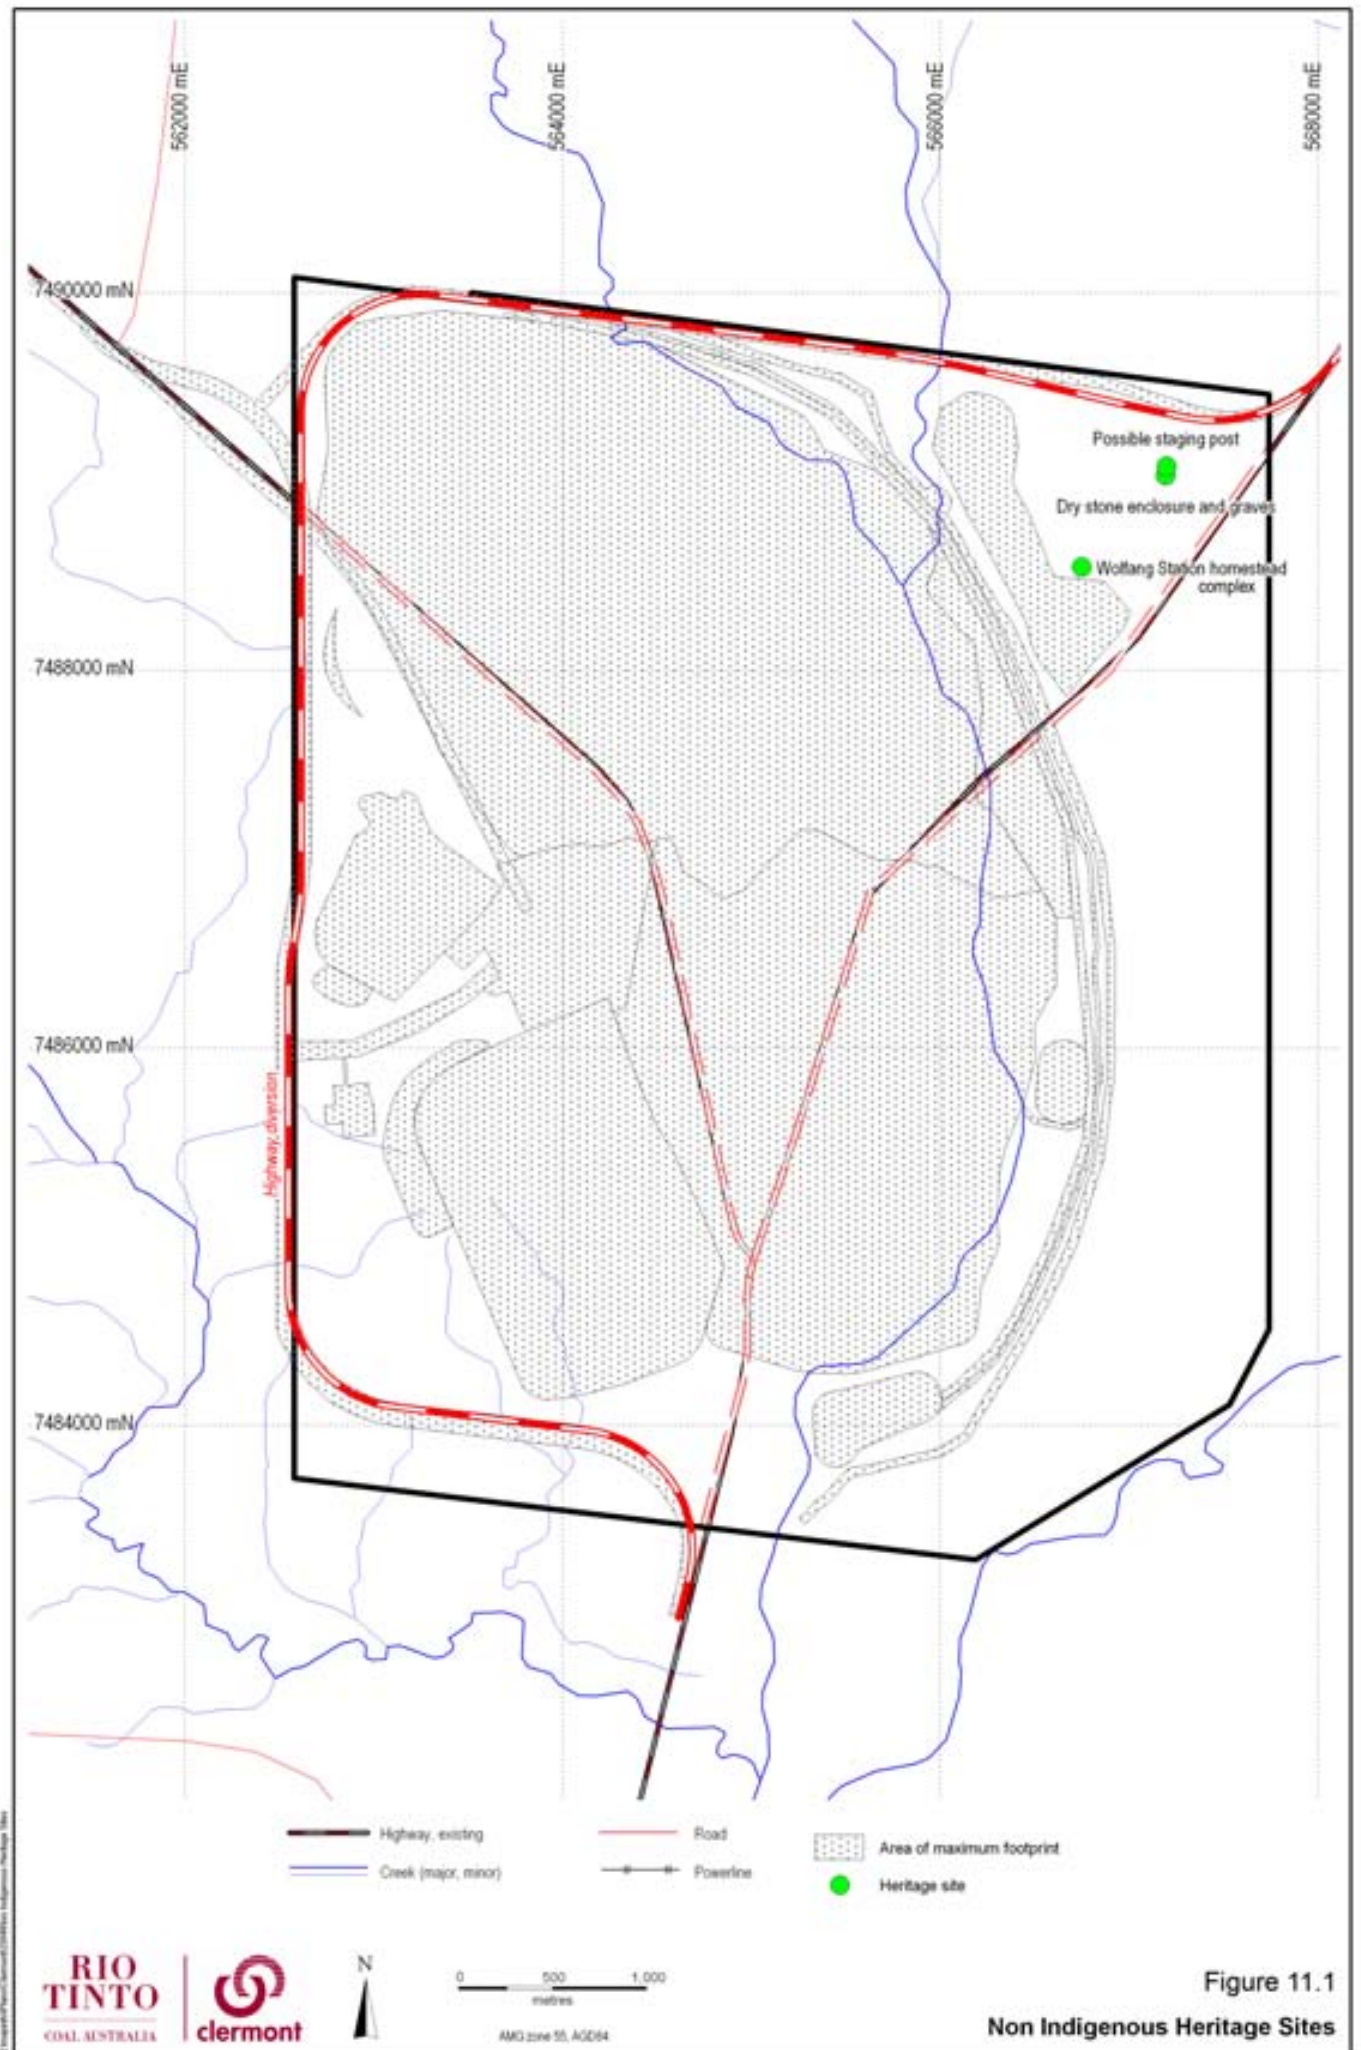 562000 mE
564000 mE
566000 mE
568000 mE
7490000 mN
Possible staging post
Dry stone enclosure and graves
Wolfang Station homestead
complex
7488000 mN
7486000 mN
Highway diversion
7484000 mN
Highway, existing
Road
Area of maximum footprint
Creek (major, minor)
Powerline
Heritage site
RIO
TINTO
COAL AUSTRALIA
clermont
N
0 500 1,000
metres
AMG zone 55, AGD84
Figure 11.1
Non Indigenous Heritage Sites